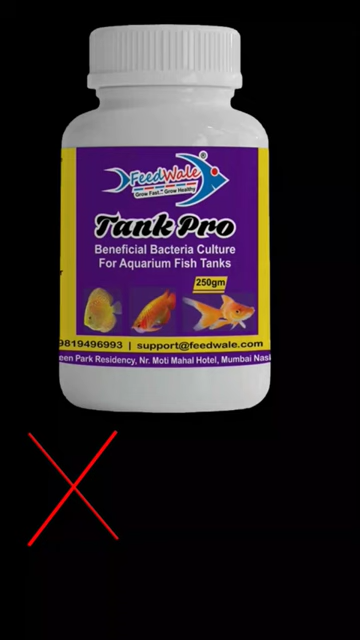 FeedWale®
Grow Fast... Grow Healthy
Tank Pro
Beneficial Bacteria Culture
For Aquarium Fish Tanks
250gm
9819496993 | support@feedwale.com
een Park Residency, Nr. Moti Mahal Hotel, Mumbai Nas